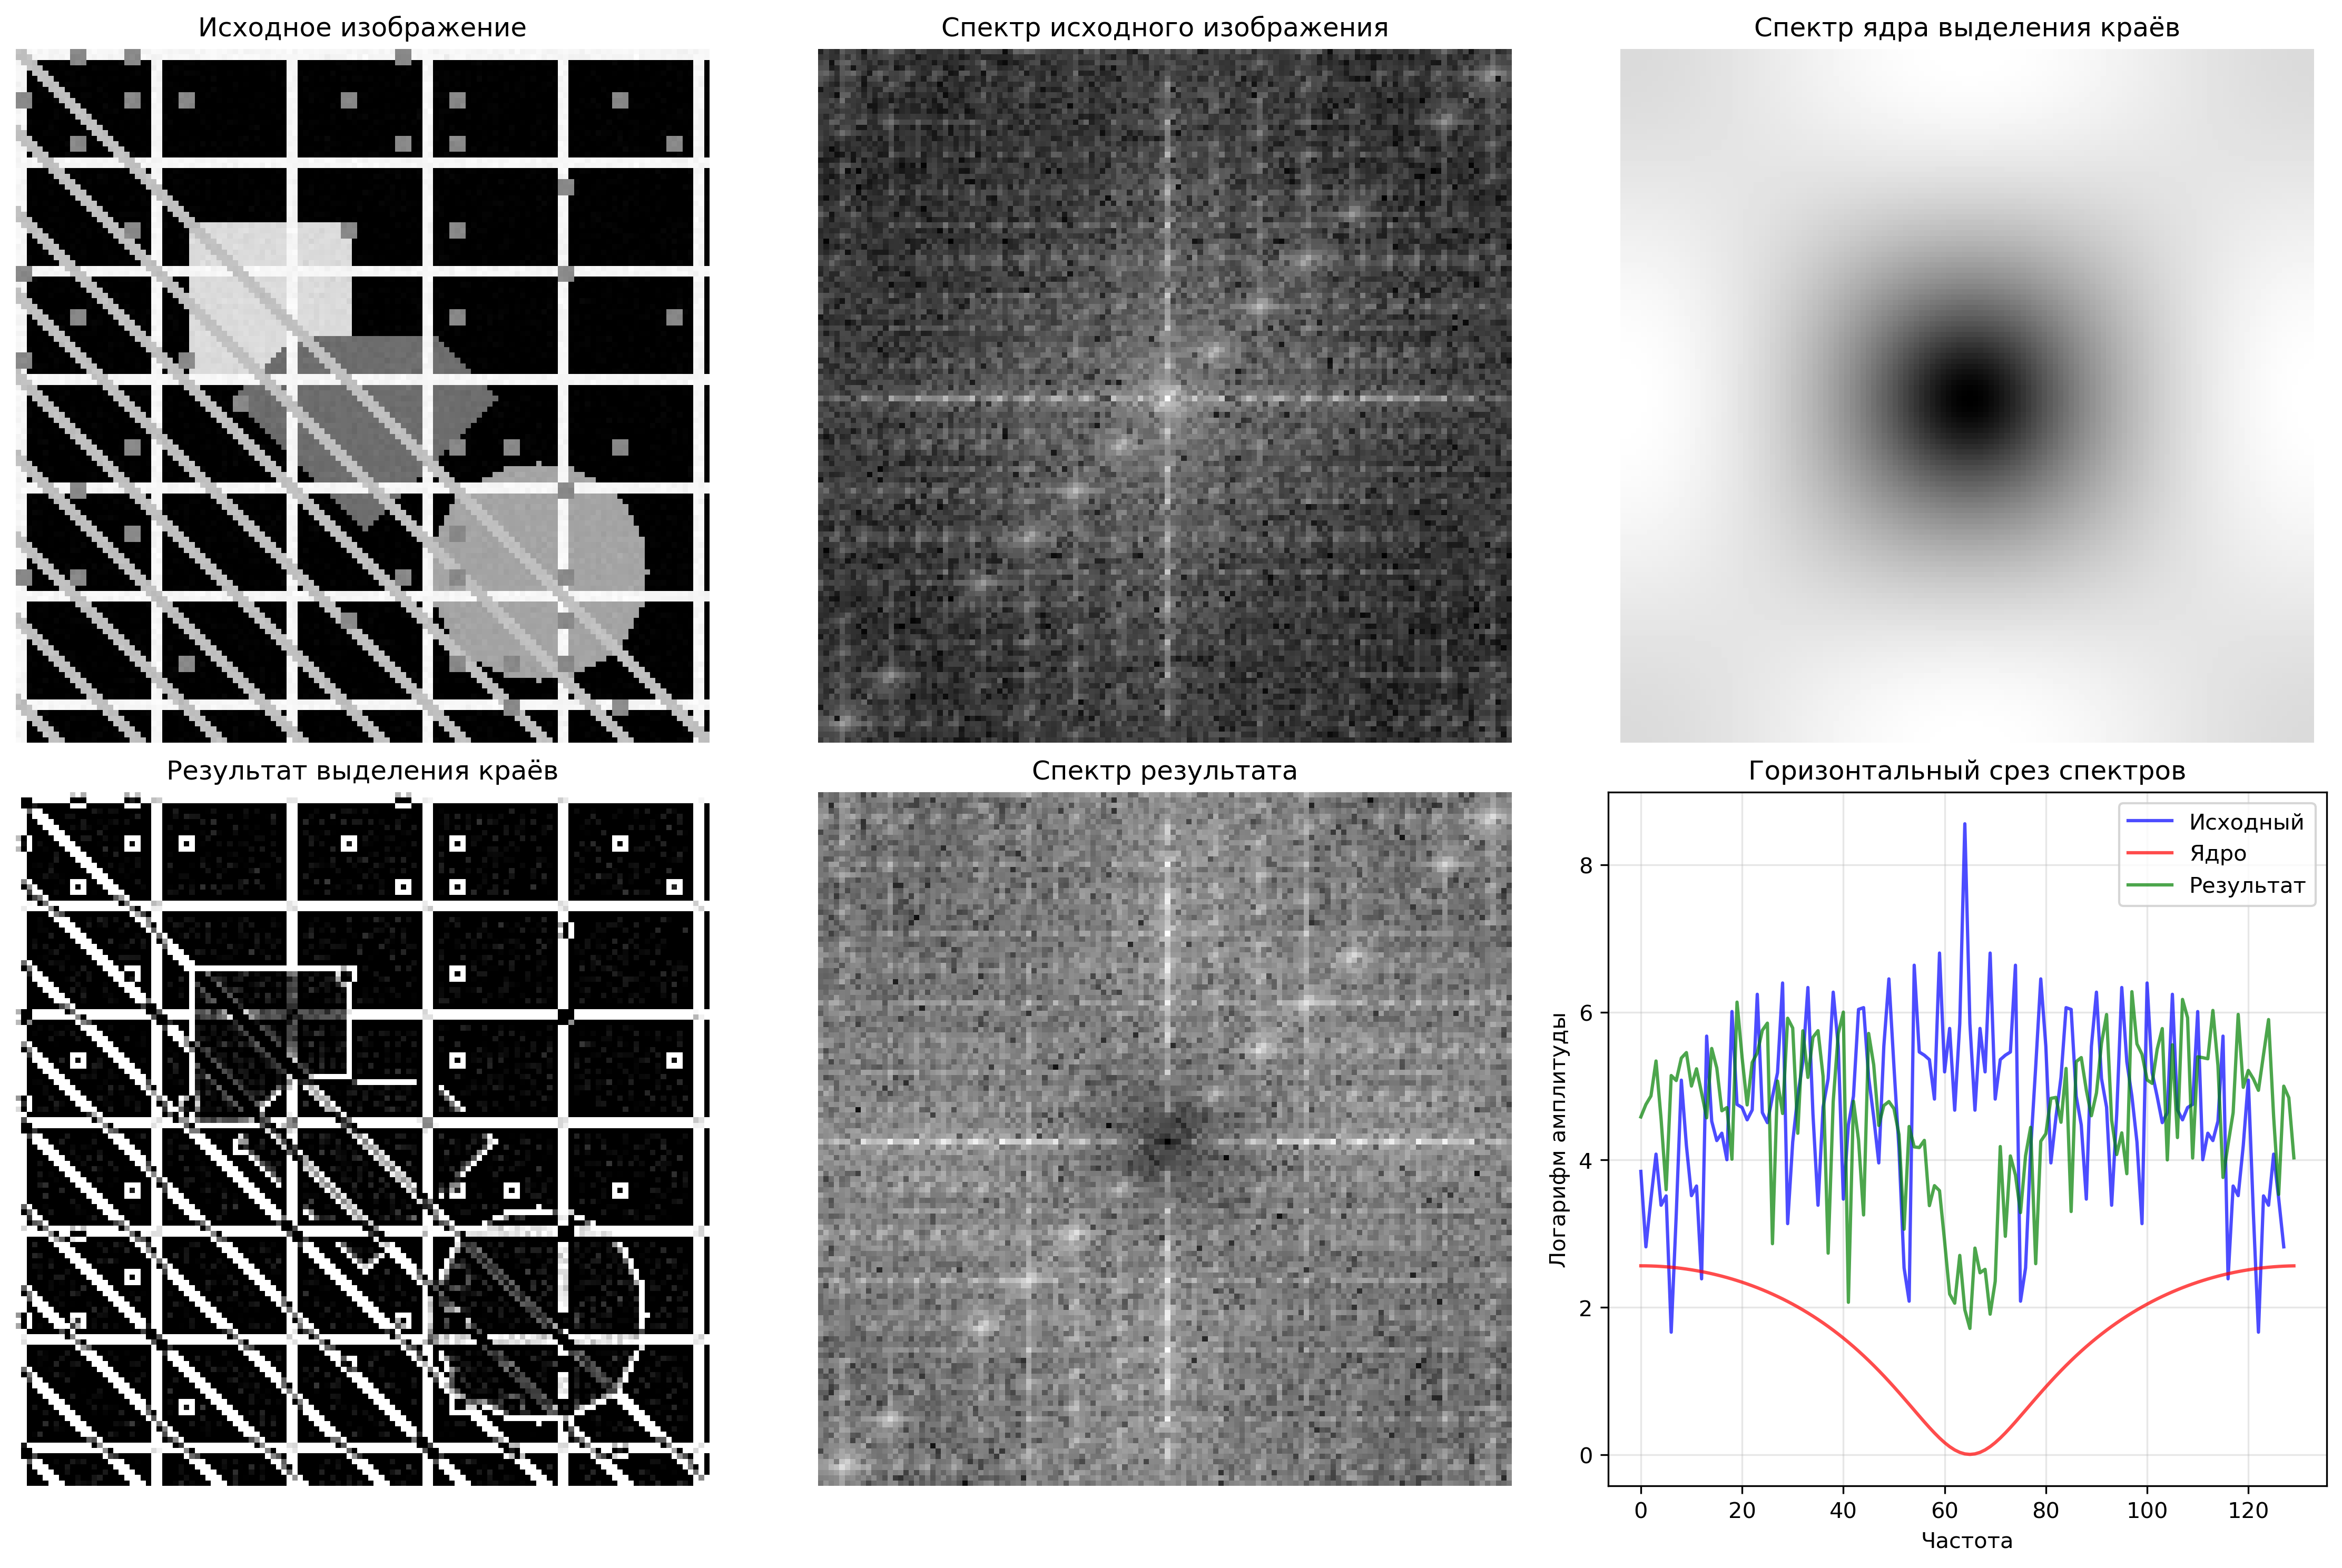 Исходное изображение
Спектр исходного изображения
Спектр ядра выделения краёв
Результат выделения краёв
Спектр результата
Горизонтальный срез спектров
Исходный
Ядро
Результат
Логарифм амплитуды
8
6
4
2
0
0 20 40 60 80 100 120
Частота